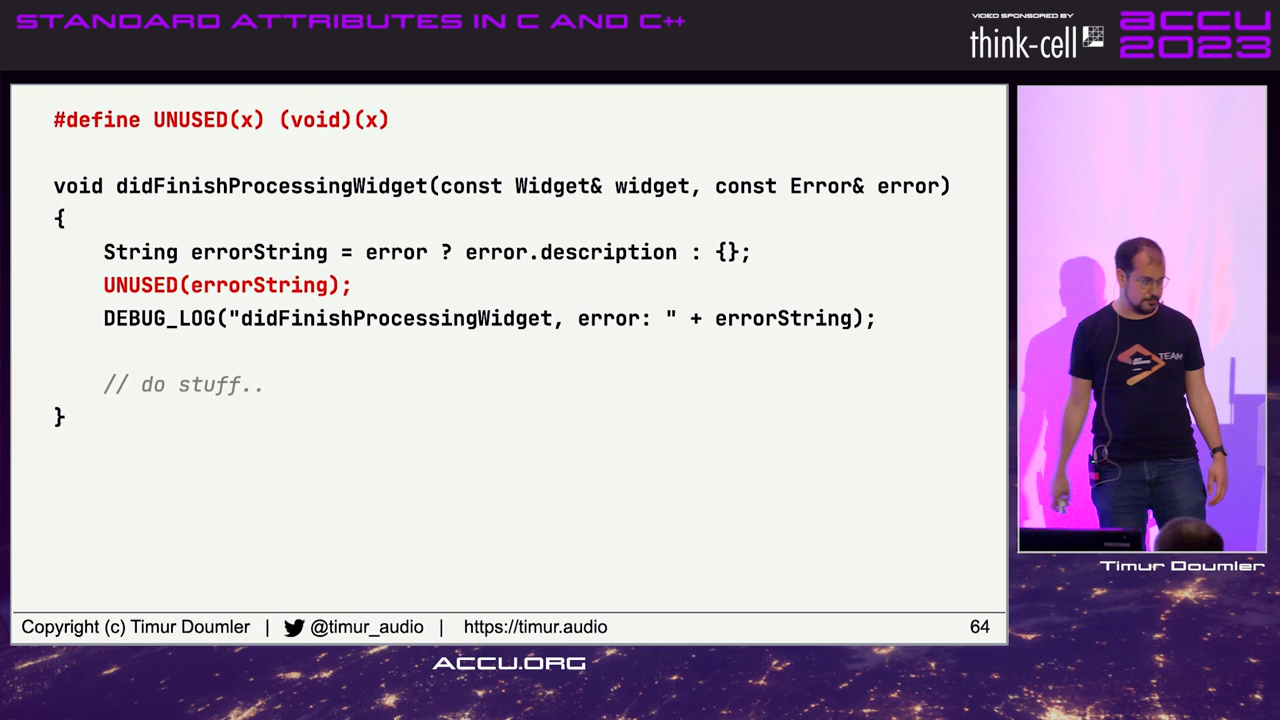 STANDARD ATTRIBUTES IN C AND C++
VIDEO SPONSORED BY
think-cell
ACCU
2023
#define UNUSED(x) (void)(x)
void didFinishProcessingWidget(const Widget& widget, const Error& error)
{
String errorString = error ? error.description : {};
UNUSED(errorString);
DEBUG_LOG("didFinishProcessingWidget, error: " + errorString);
// do stuff..
}
TEAM
Copyright (c) Timur Doumler | @timur_audio | https://timur.audio
64
Timur Doumler
ACCU.ORG